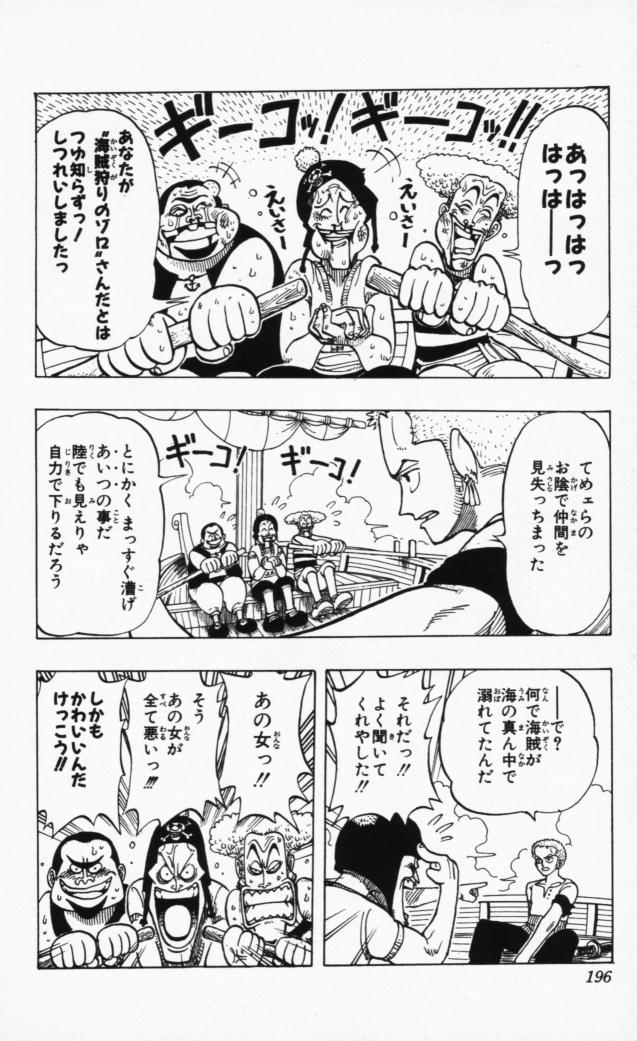 あっはっはっ
はっは――っ
ギーコッ!ギーコッ!!
えいさー
えいさー
あなたが
“海賊狩りのゾロ”さんだとは
つゆ知らずっ!
しつれいしましたっ
てめェらの
お陰で仲間を
見失っちまった
ギーコ!
ギーコ!
とにかく まっすぐ漕げ
あいつの事だ
陸でも見えりゃ
自力で下りるだろう
――で?
何で海賊が
海の真ん中で
溺れてたんだ
それだっ!!
よく聞いて
くれやした!!
あの女っ!!
そう
あの女が
全て悪いっ!!!
しかも
かわいいんだ
けっこう!!
196